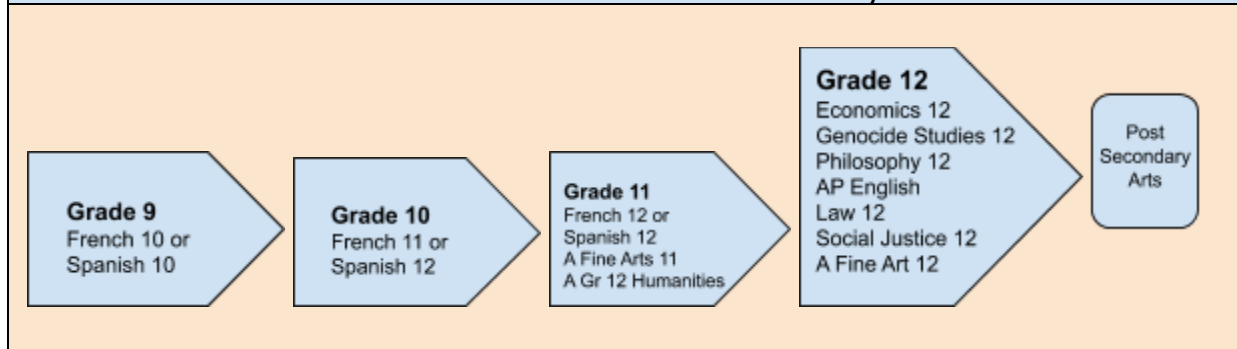 Grade 9
French 10 or
Spanish 10
Grade 10
French 11 or
Spanish 12
Grade 11
French 12 or
Spanish 12
A Fine Arts 11
A Gr 12 Humanities
Grade 12
Economics 12
Genocide Studies 12
Philosophy 12
AP English
Law 12
Social Justice 12
A Fine Art 12
Post
Secondary
Arts